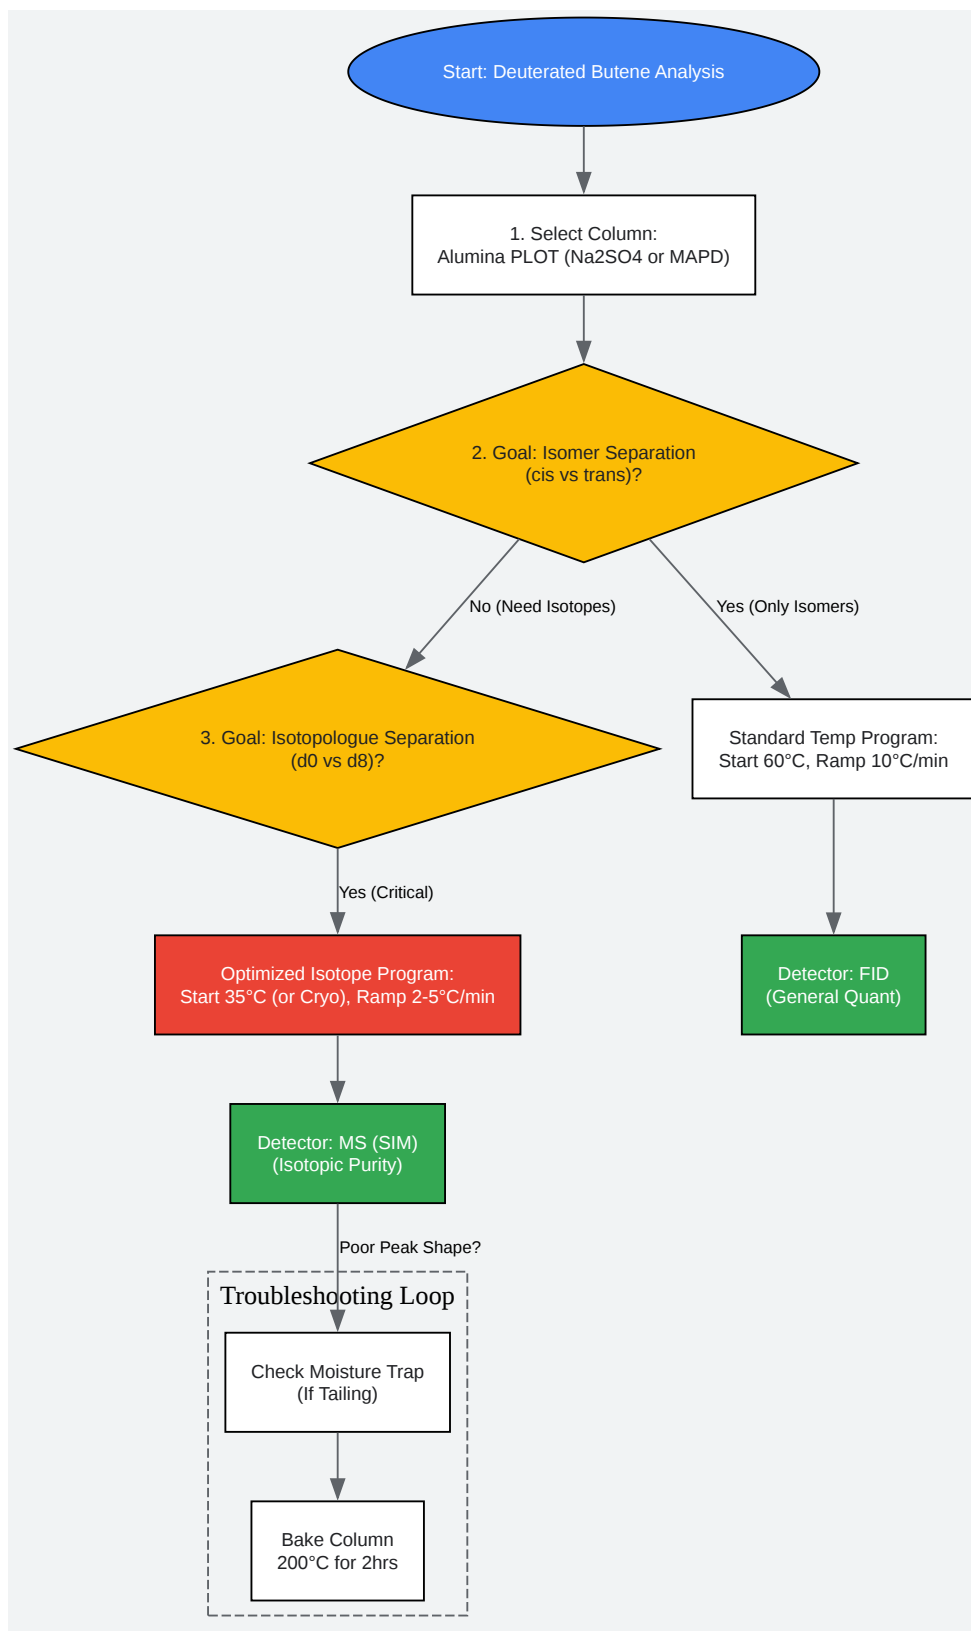 Start: Deuterated Butene Analysis
1. Select Column:
Alumina PLOT (Na2SO4 or MAPD)
2. Goal: Isomer Separation
(cis vs trans)?
No (Need Isotopes)
Yes (Only Isomers)
3. Goal: Isotopologue Separation
(d0 vs d8)?
Standard Temp Program:
Start 60°C, Ramp 10°C/min
Yes (Critical)
Optimized Isotope Program:
Start 35°C (or Cryo), Ramp 2-5°C/min
Detector: FID
(General Quant)
Detector: MS (SIM)
(Isotopic Purity)
Poor Peak Shape?
Troubleshooting Loop
Check Moisture Trap
(If Tailing)
Bake Column
200°C for 2hrs